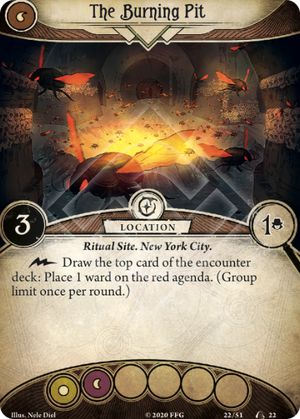 The Burning Pit
3
LOCATION
1
Ritual Site. New York City.
Draw the top card of the encounter
deck: Place 1 ward on the red agenda. (Group
limit once per round.)
Illus. Nele Diel
© 2020 FFG
22/51
22